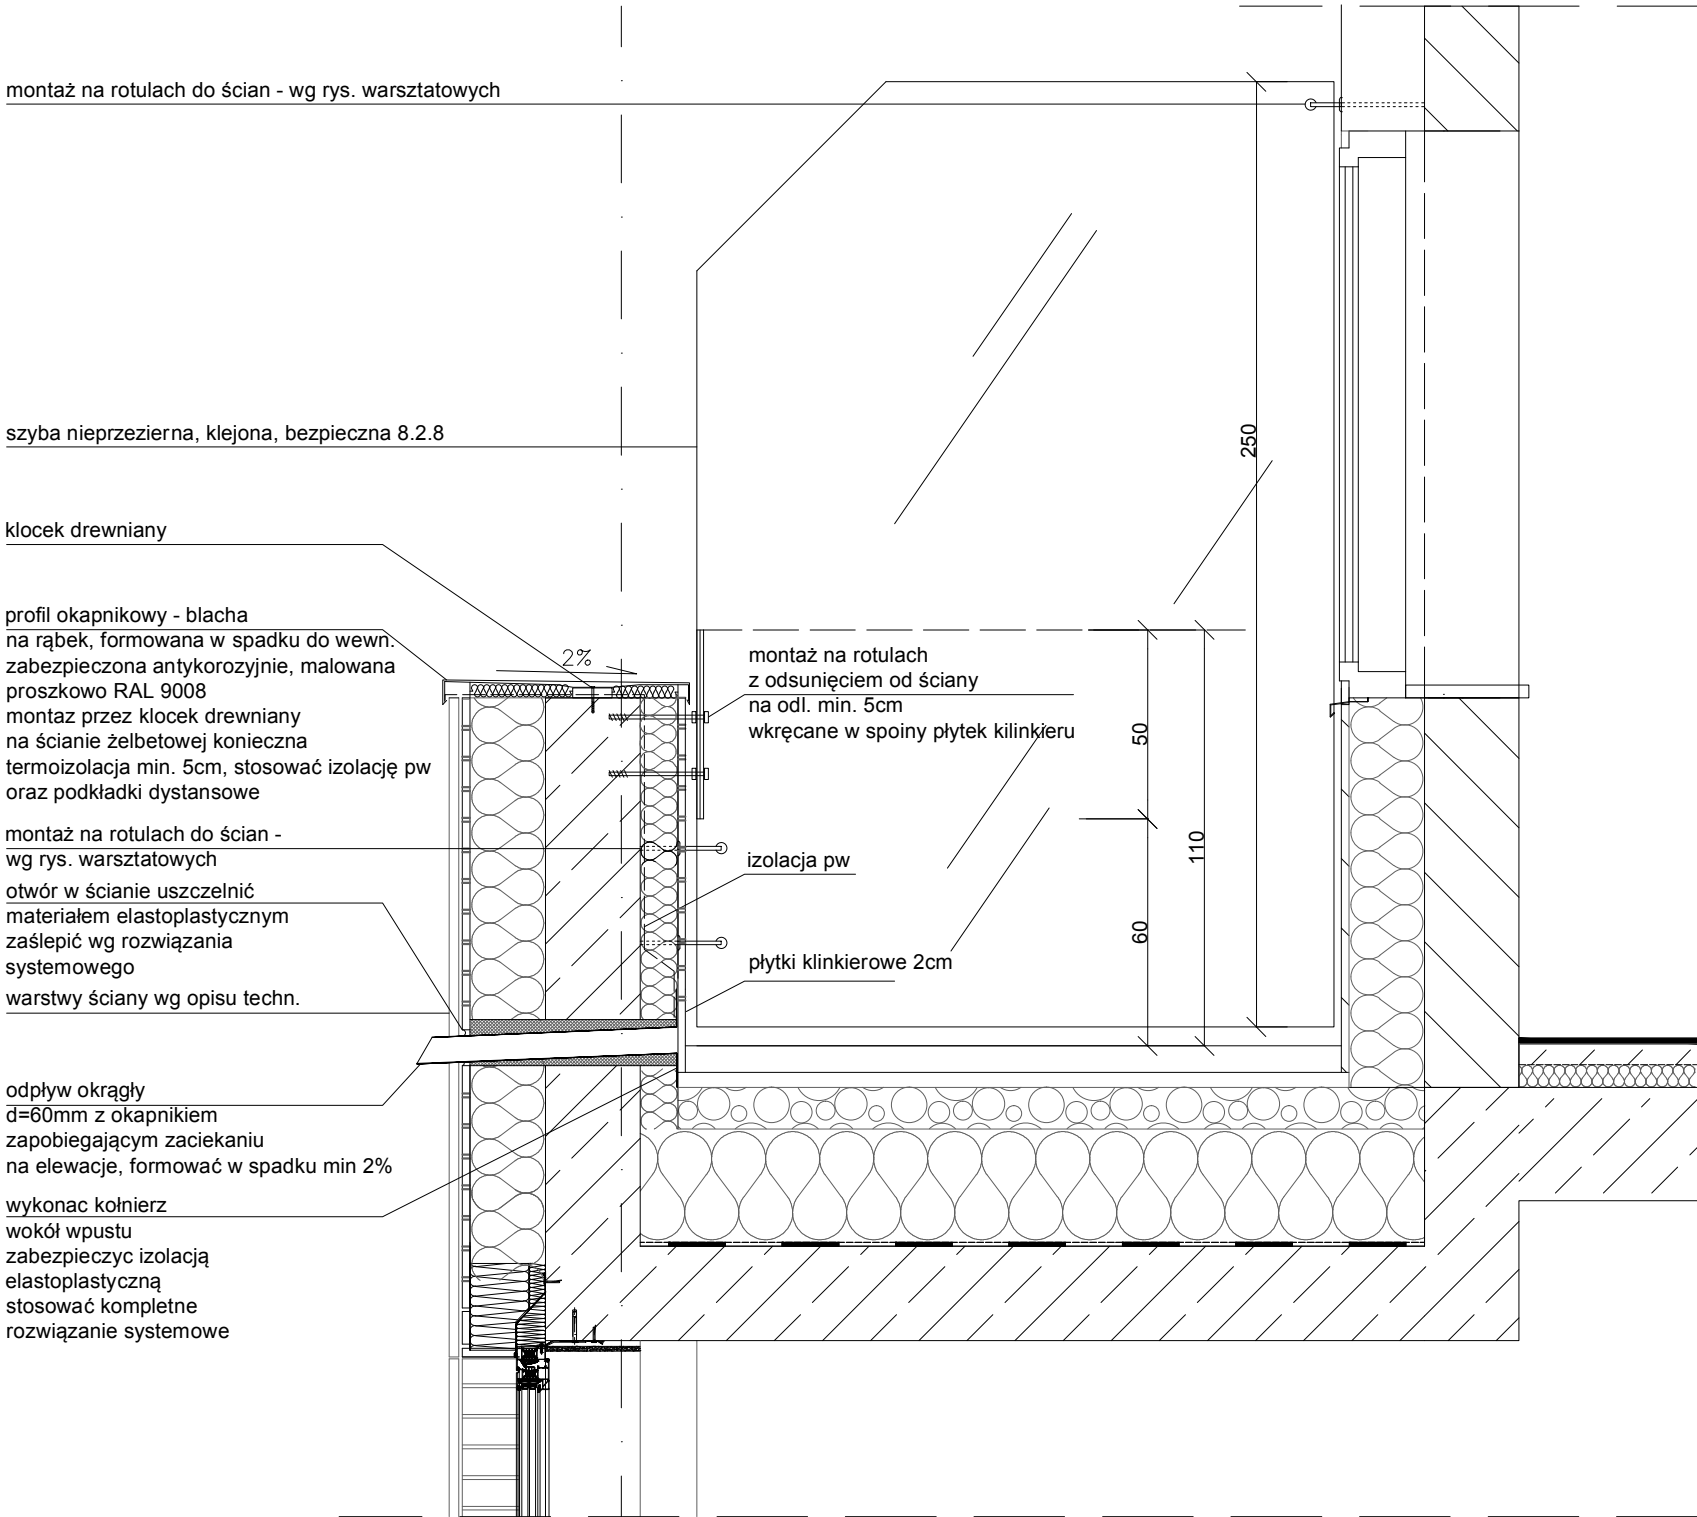 montaż na rotulach do ścian - wg rys. warsztatowych
250
szyba nieprzezierna, klejona, bezpieczna 8.2.8
klocek drewniany
profil okapnikowy - blacha
na rąbek, formowana w spadku do wewn.
zabezpieczona antykorozyjnie, malowana
proszkowo RAL 9008
montaz przez klocek drewniany
na ścianie żelbetowej konieczna
termoizolacja min. 5cm, stosować izolację pw
oraz podkładki dystansowe
2%
montaż na rotulach
z odsunięciem od ściany
na odl. min. 5cm
wkręcane w spoiny płytek kilinkieru
50
110
60
montaż na rotulach do ścian -
wg rys. warsztatowych
izolacja pw
otwór w ścianie uszczelnić
materiałem elastoplastycznym
zaślepić wg rozwiązania
systemowego
płytki klinkierowe 2cm
warstwy ściany wg opisu techn.
odpływ okrągły
d=60mm z okapnikiem
zapobiegającym zaciekaniu
na elewacje, formować w spadku min 2%
wykonac kołnierz
wokół wpustu
zabezpieczyc izolacją
elastoplastyczną
stosować kompletne
rozwiązanie systemowe